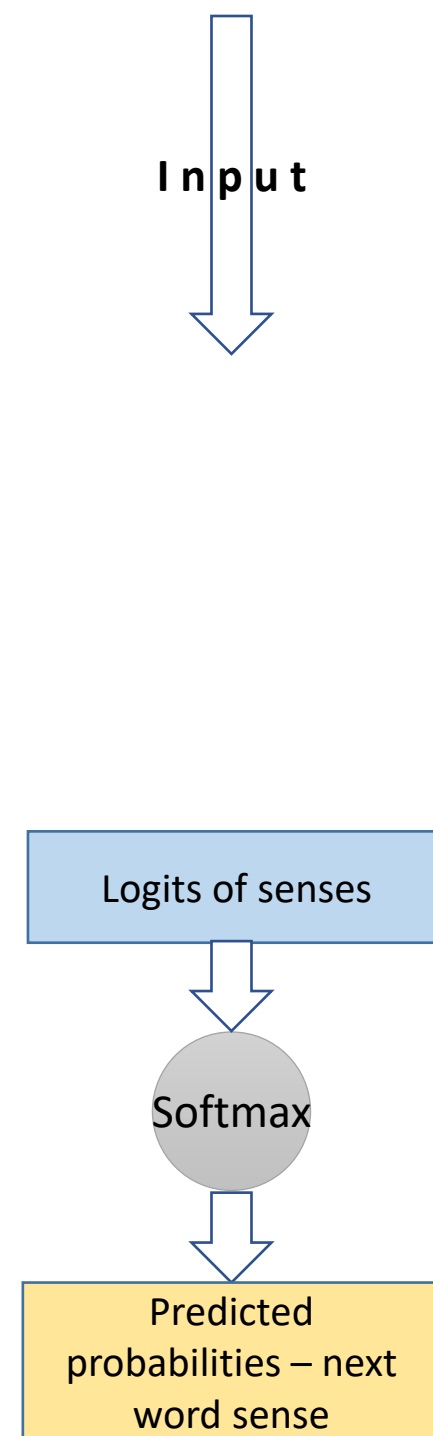 Input
Logits of senses
Softmax
Predicted
probabilities – next
word sense